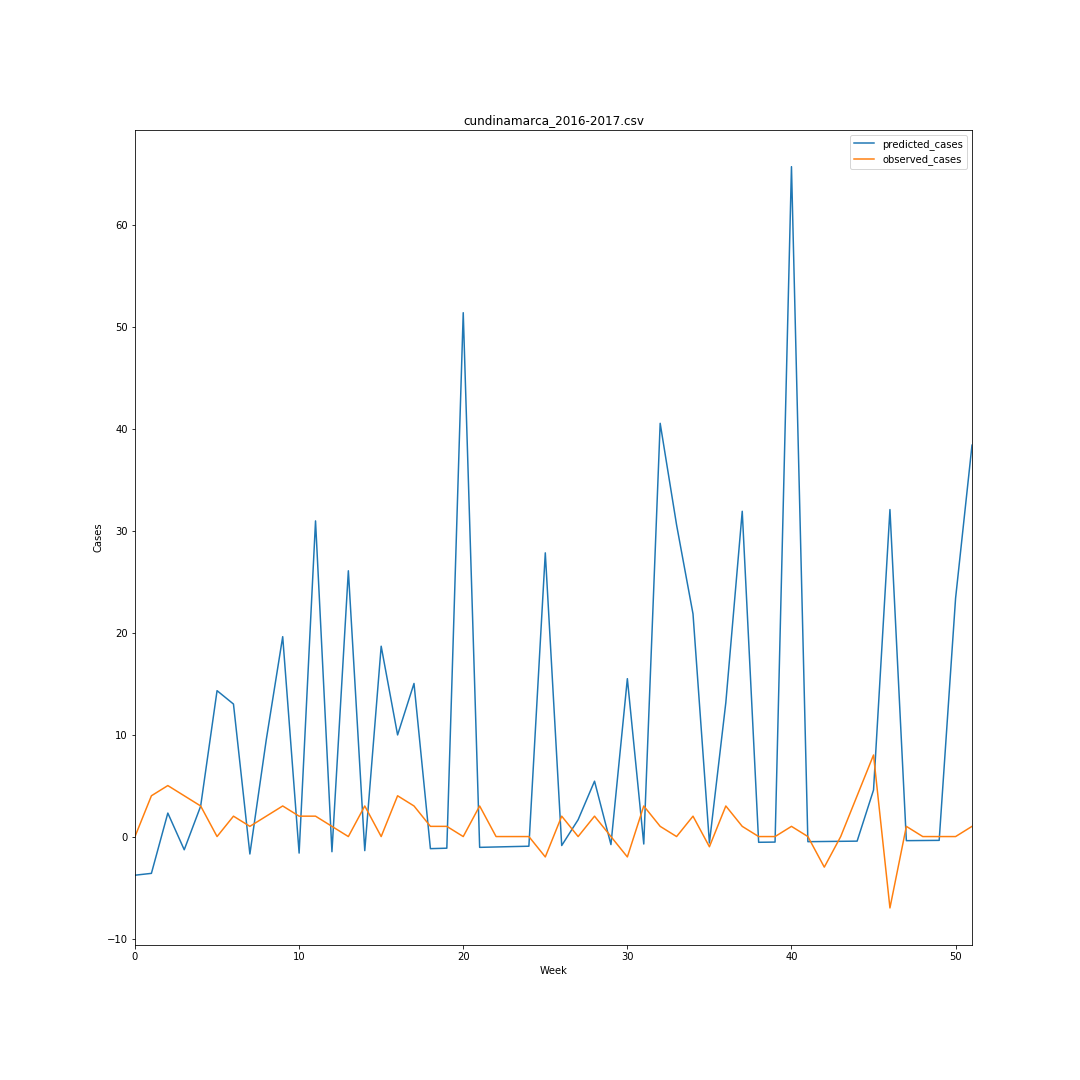 cundinamarca_2016-2017.csv
predicted_cases
observed_cases
60
50
40
30
20
10
0
−10
Cases
0 10 20 30 40 50
Week